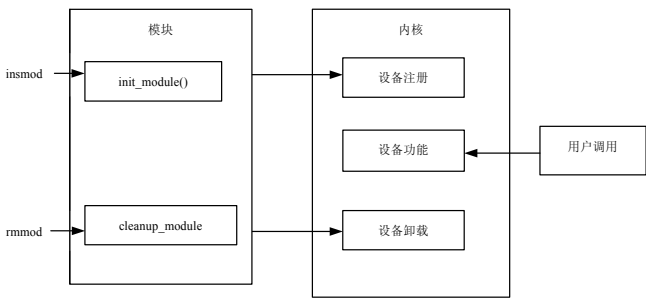 模块
内核
insmod
init_module()
设备注册
设备功能
用户调用
rmmod
cleanup_module
设备卸载